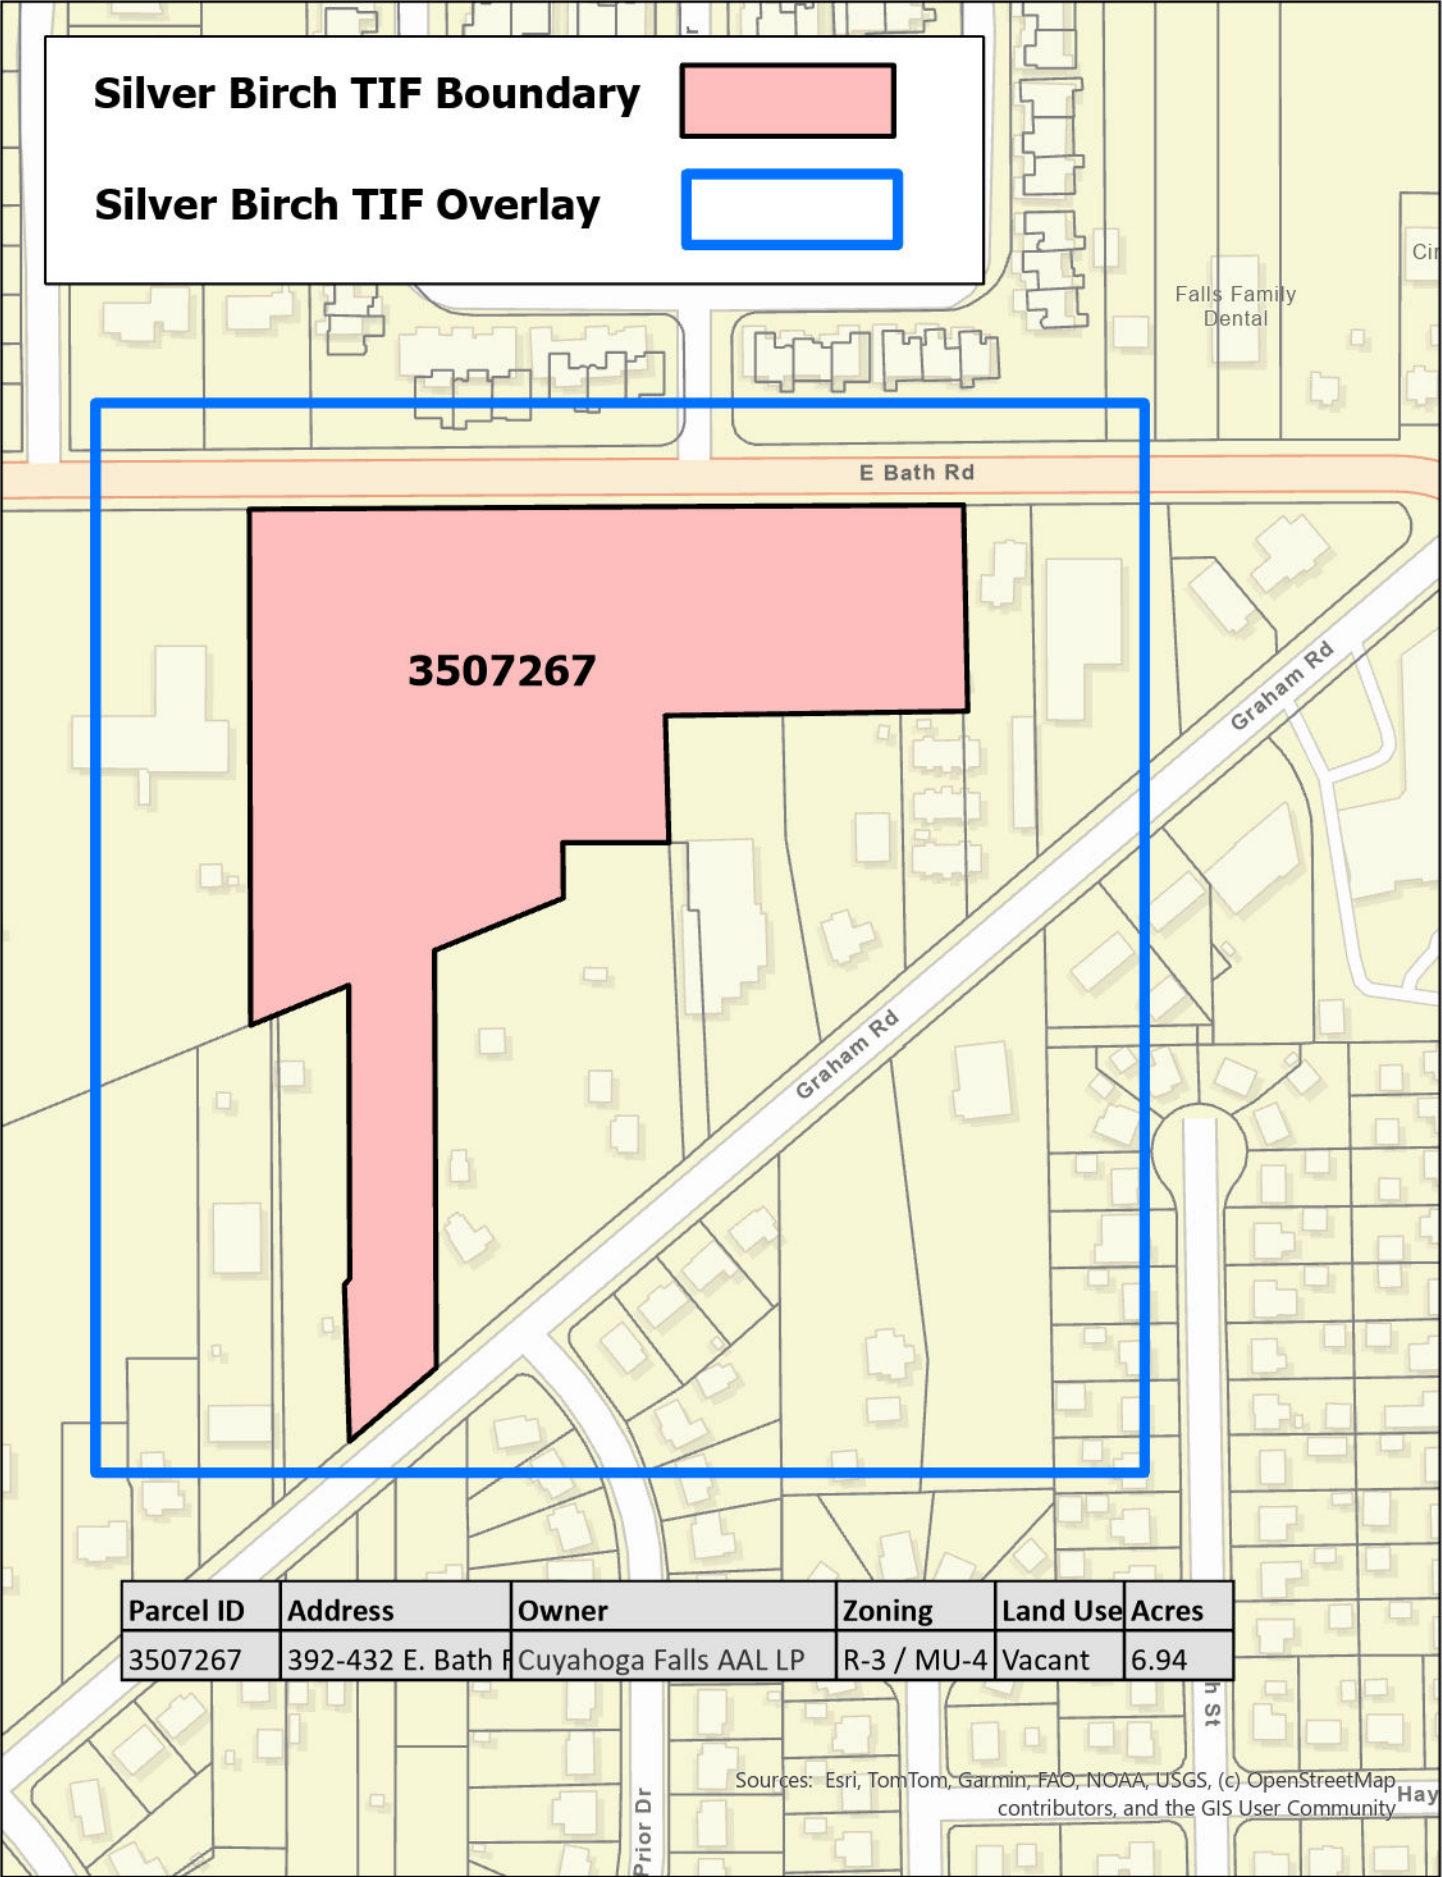 Silver Birch TIF Boundary
Silver Birch TIF Overlay
Falls Family
Dental
E Bath Rd
3507267
Graham Rd
Graham Rd
Parcel ID Address Owner Zoning Land Use Acres
3507267 392-432 E. Bath Cuyahoga Falls AAL LP R-3 / MU-4 Vacant 6.94
St
Prior Dr
Sources: Esri, TomTom, Garmin, FAO, NOAA, USGS, (c) OpenStreetMap
contributors, and the GIS User Community
Hay